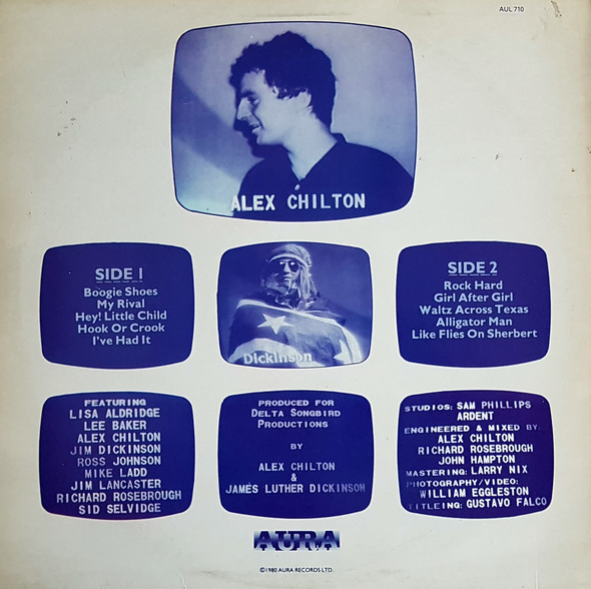 AUL 710
ALEX CHILTON
SIDE 1
Boogie Shoes
My Rival
Hey! Little Child
Hook Or Crook
I've Had It
Dickinson
SIDE 2
Rock Hard
Girl After Girl
Waltz Across Texas
Alligator Man
Like Flies On Sherbert
FEATURING
LISA ALDRIDGE
LEE BAKER
ALEX CHILTON
JIM DICKINSON
ROSS JOHNSON
MIKE LADD
JIM LANCASTER
RICHARD ROSEBROUGH
SID SELVIDGE
PRODUCED FOR
DELTA SONGBIRD
PRODUCTIONS
BY
ALEX CHILTON
&
JAMES LUTHER DICKINSON
STUDIOS: SAM PHILLIPS
ARDENT
ENGINEERED & MIXED BY:
ALEX CHILTON
RICHARD ROSEBROUGH
JOHN HAMPTON
MASTERING: LARRY NIX
PHOTOGRAPHY/VIDEO:
WILLIAM EGGLESTON
TITLEING: GUSTAVO FALCO
AURA
©1980 AURA RECORDS LTD.